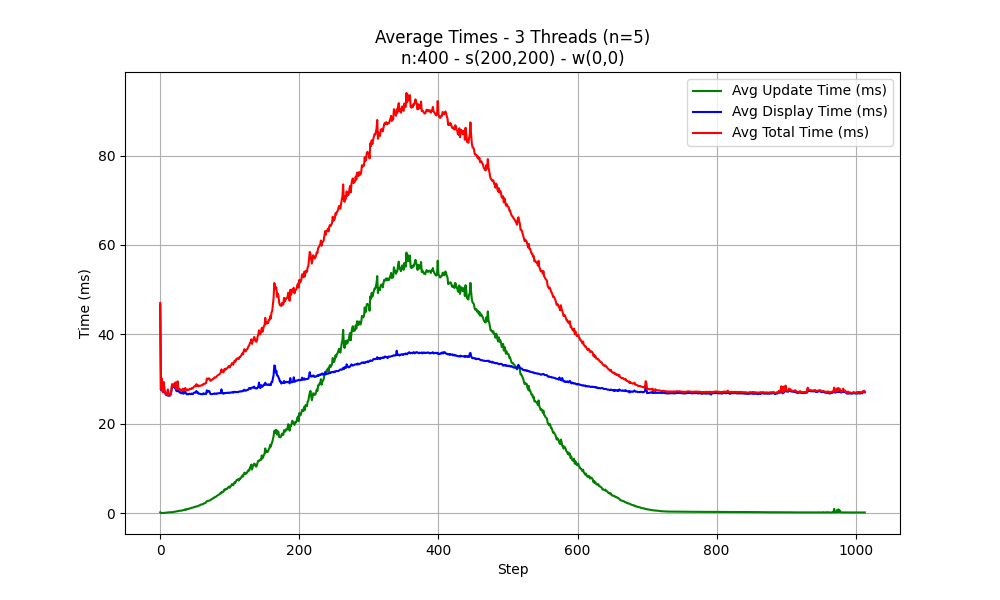 Average Times - 3 Threads (n=5)
n:400 - s(200,200) - w(0,0)
Avg Update Time (ms)
Avg Display Time (ms)
Avg Total Time (ms)
Time (ms)
80
60
40
20
0
0 200 400 600 800 1000
Step